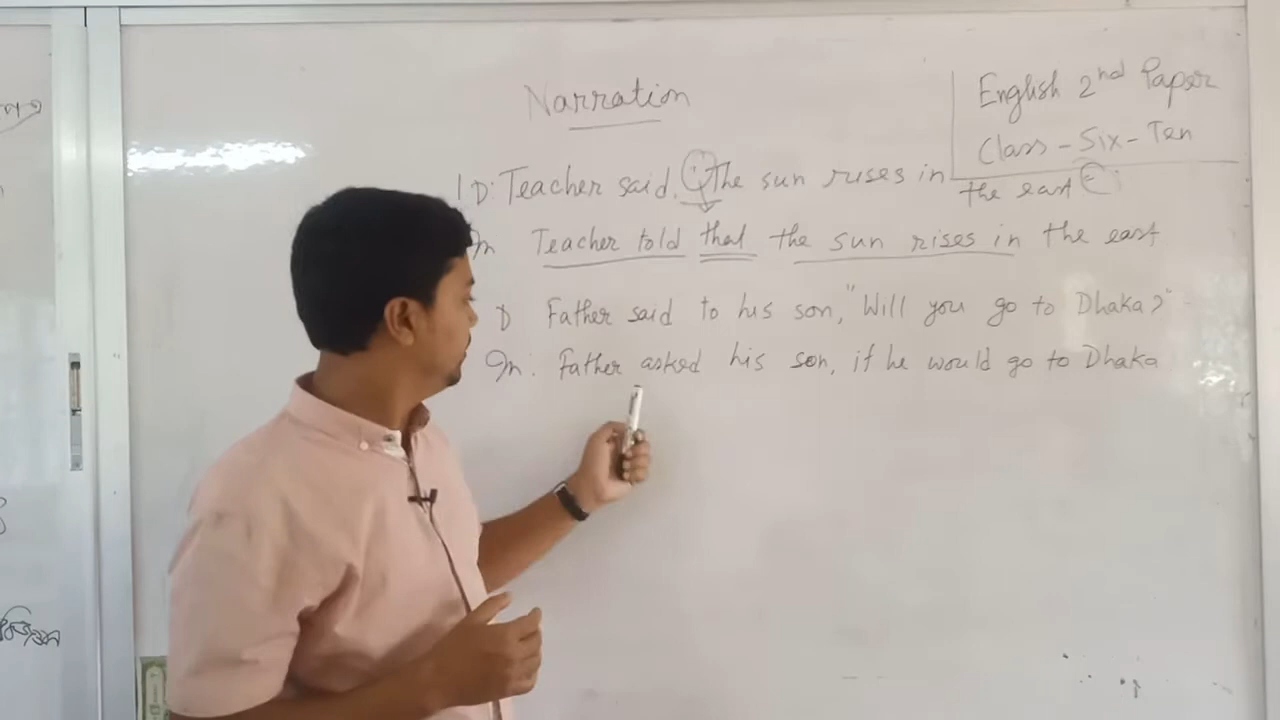 Narration
English 2nd Paper
Class - Six - Ten
1 D: Teacher said, "The sun rises in the east
In Teacher told that the sun rises in the east
D Father said to his son, "Will you go to Dhaka?"
In. Father asked his son, if he would go to Dhaka